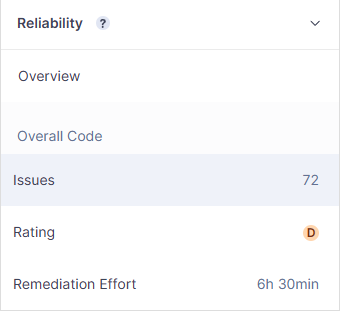 Reliability ?
Overview
Overall Code
Issues 72
Rating D
Remediation Effort 6h 30min